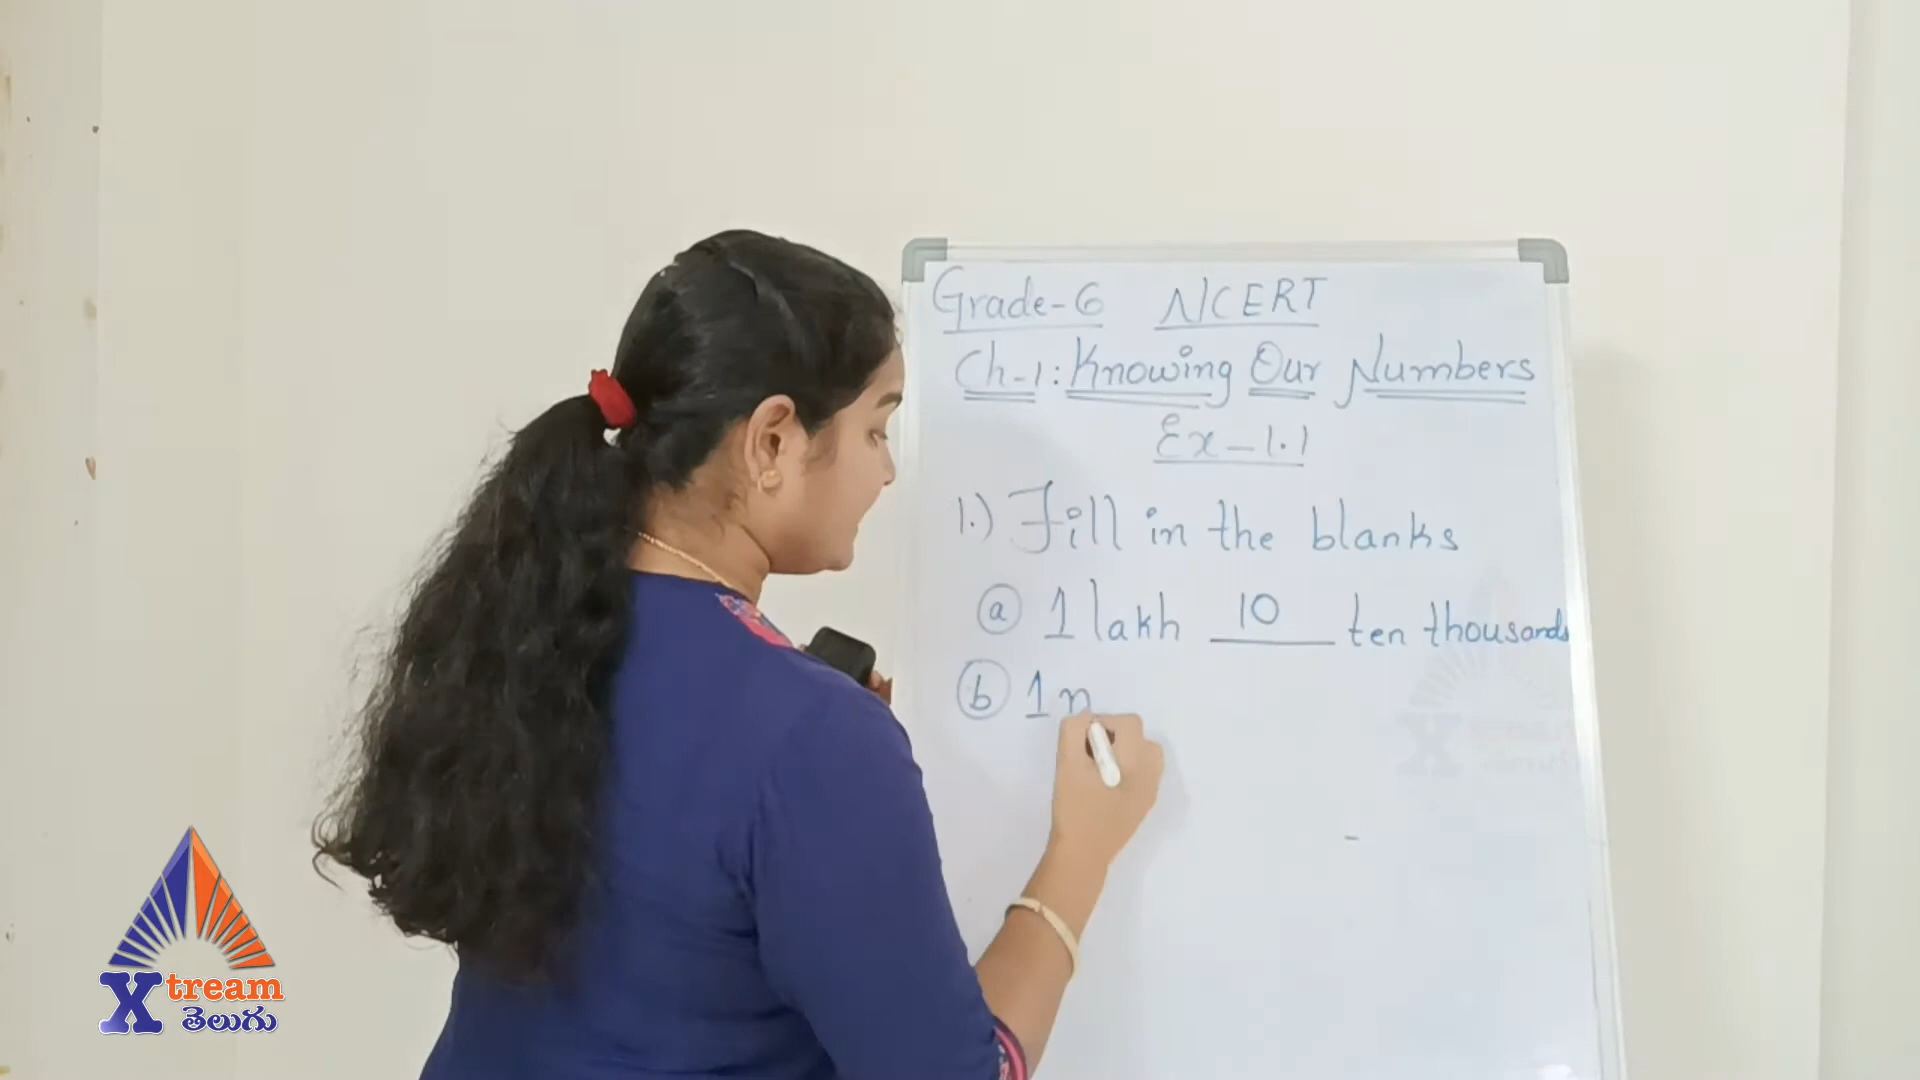 Grade-6 NCERT
Ch-1: Knowing Our Numbers
Ex-1.1
1.) Fill in the blanks
a 1 lakh 10 ten thousands
b 1 m
Xtream
తెలుగు